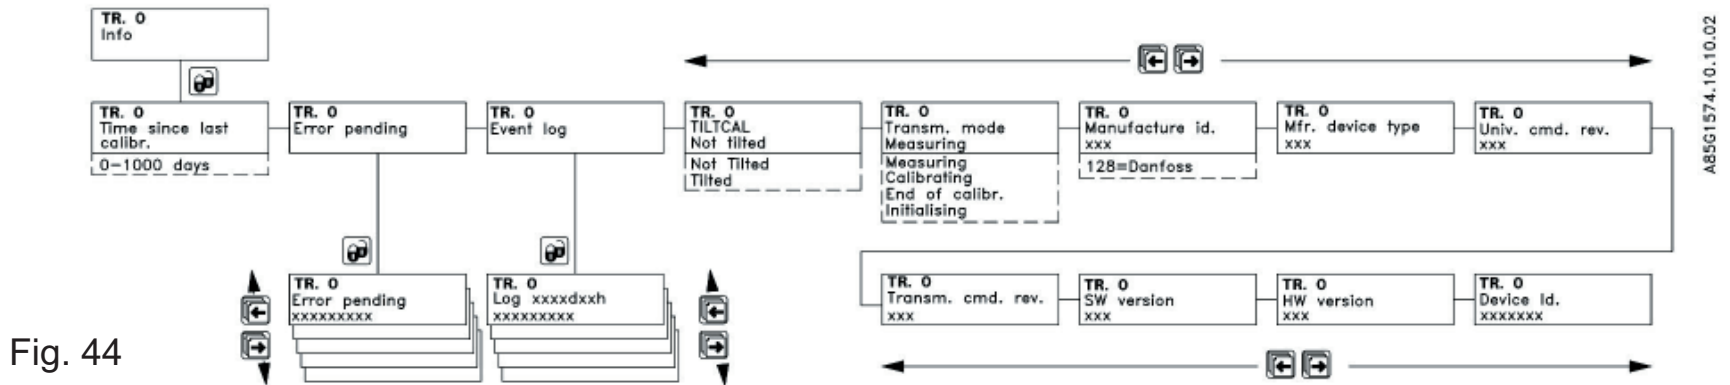 TR. 0
Info
TR. 0
Time since last
calibr.
0-1000 days
TR. 0
Error pending
TR. 0
Event log
TR. 0
TILTCAL
Not tilted
Not Tilted
Tilted
TR. 0
Transm. mode
Measuring
Measuring
Calibrating
End of calibr.
Initialising
TR. 0
Manufacture id.
xxx
128=Danfoss
TR. 0
Mfr. device type
xxx
TR. 0
Univ. cmd. rev.
xxx
A85G1574.10.10.02
TR. 0
Error pending
xxxxxxxxx
TR. 0
Log xxxxdxxh
xxxxxxxxx
TR. 0
Transm. cmd. rev.
xxx
TR. 0
SW version
xxx
TR. 0
HW version
xxx
TR. 0
Device Id.
xxxxxxx
Fig. 44